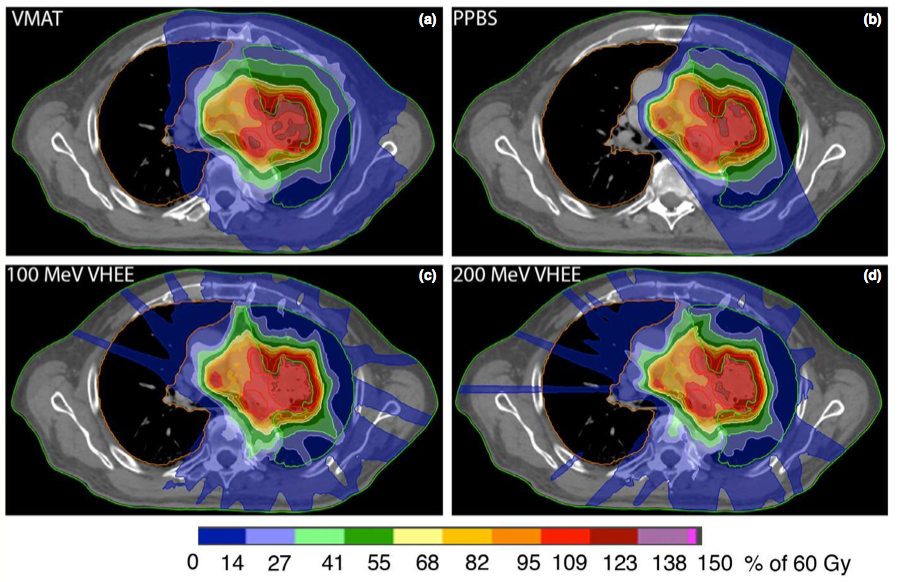 VMAT (a)
PPBS (b)
100 MeV VHEE (c)
200 MeV VHEE (d)
0 14 27 41 55 68 82 95 109 123 138 150 % of 60 Gy